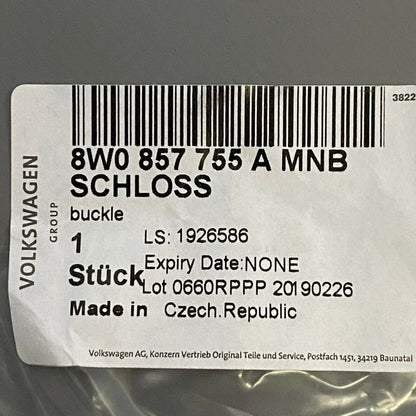 3822
8W0 857 755 A MNB
SCHLOSS
buckle
1 LS: 1926586
Expiry Date:NONE
Stück
Lot 0660RPPP 20190226
Made in Czech.Republic
VOLKSWAGEN
GROUP
Volkswagen AG, Konzern Vertrieb Original Teile und Service, Postfach 1451, 34219 Baunatal